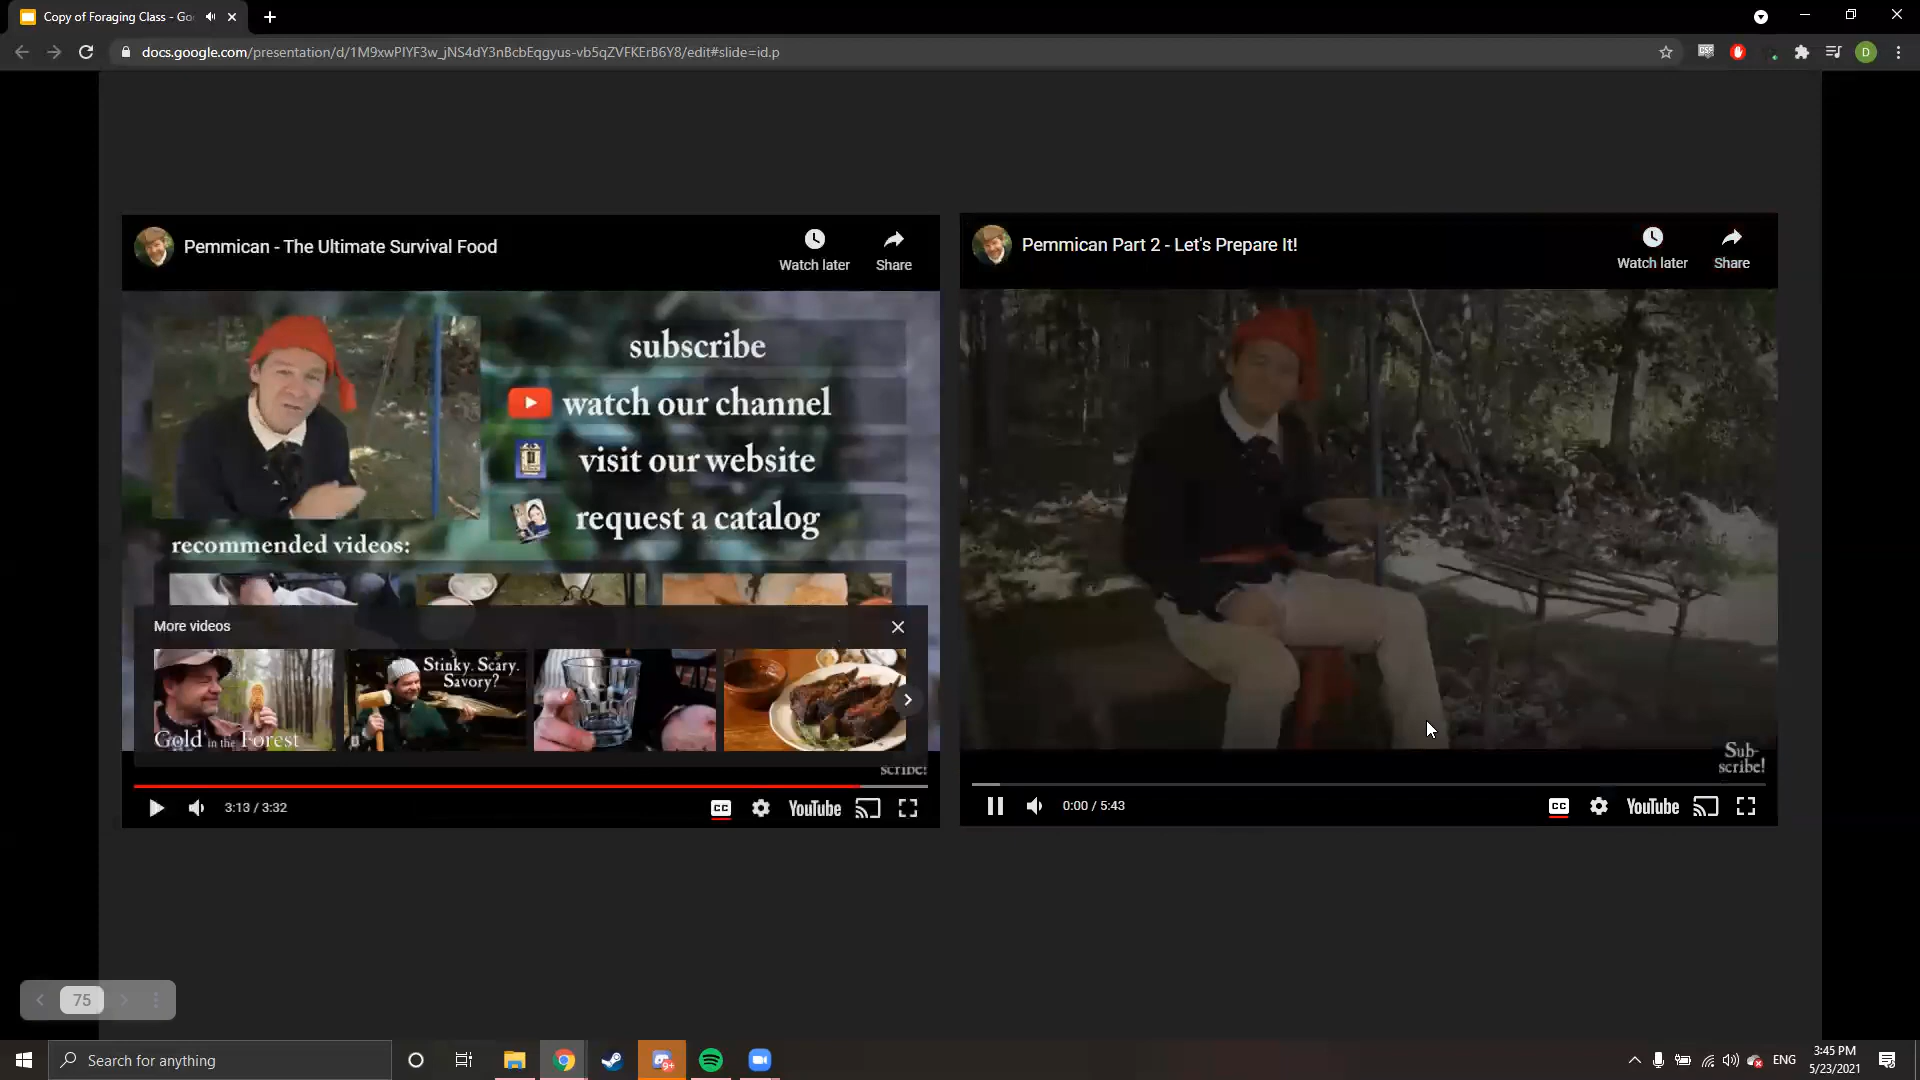 Copy of Foraging Class - Go
docs.google.com/presentation/d/1M9xwPIYF3w_jNS4dY3nBcbEqgyus-vb5qZVFKErB6Y8/edit#slide=id.p
D
Pemmican - The Ultimate Survival Food
Watch later
Share
subscribe
watch our channel
visit our website
request a catalog
recommended videos:
More videos
Gold in the Forest
Stinky. Scary.
Savory?
scribe!
3:13 / 3:32
CC
YouTube
Pemmican Part 2 - Let's Prepare It!
Watch later
Share
Sub-
scribe!
0:00 / 5:43
CC
YouTube
75
Search for anything
9+
ENG
3:45 PM
5/23/2021